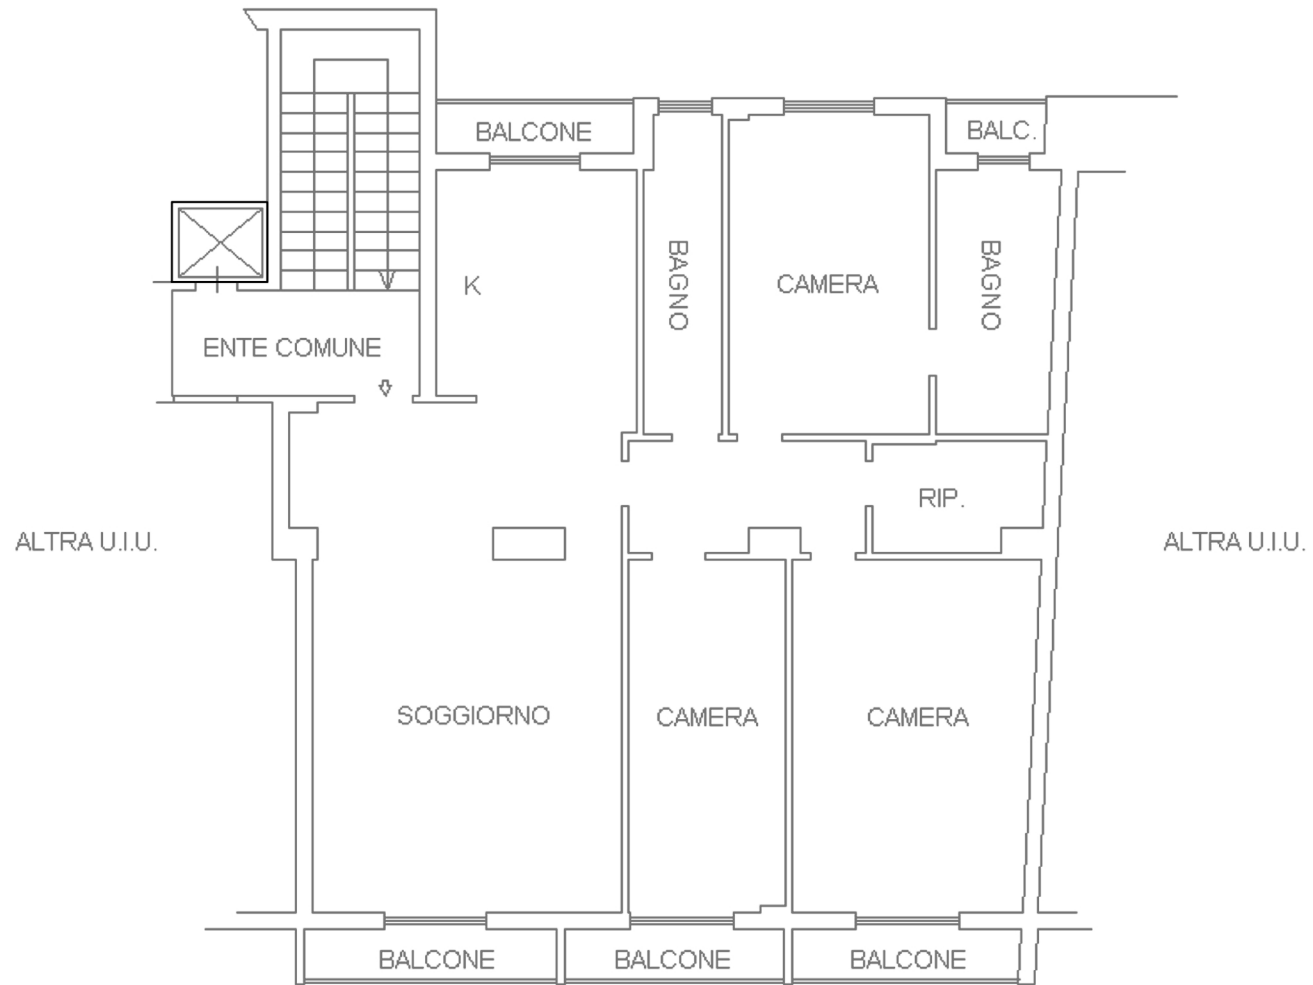 BALCONE
BALC.
BAGNO
CAMERA
BAGNO
K
ENTE COMUNE
RIP.
ALTRA U.I.U.
ALTRA U.I.U.
SOGGIORNO
CAMERA
CAMERA
BALCONE
BALCONE
BALCONE